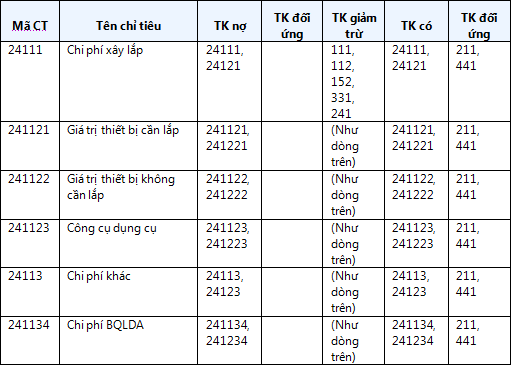 Mã CT Tên chỉ tiêu TK nợ TK đối ứng TK giảm trừ TK có TK đối ứng
24111 Chi phí xây lắp 24111, 24121 111, 112, 152, 331, 241 24111, 24121 211, 441
241121 Giá trị thiết bị cần lắp 241121, 241221 (Như dòng trên) 241121, 241221 211, 441
241122 Giá trị thiết bị không cần lắp 241122, 241222 (Như dòng trên) 241122, 241222 211, 441
241123 Công cụ dụng cụ 241123, 241223 (Như dòng trên) 241123, 241223 211, 441
24113 Chi phí khác 24113, 24123 (Như dòng trên) 24113, 24123 211, 441
241134 Chi phí BQLDA 241134, 241234 (Như dòng trên) 241134, 241234 211, 441